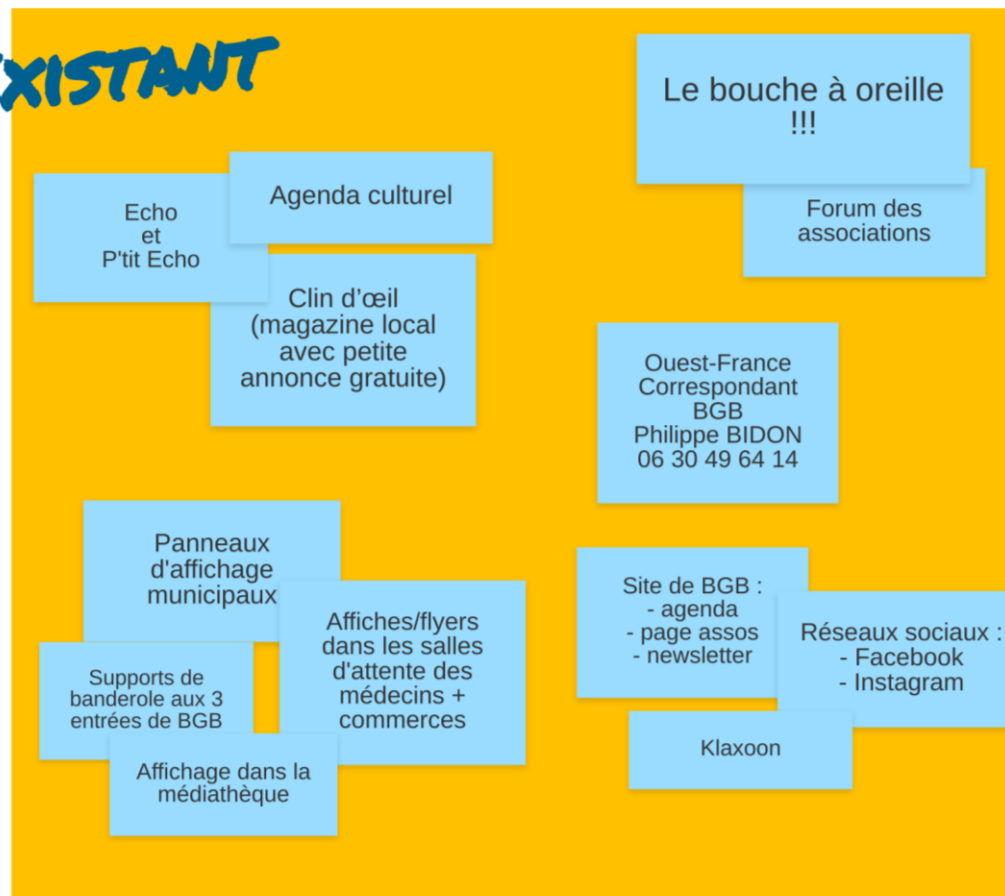 XISTANT
Le bouche à oreille
!!!
Forum des
associations
Agenda culturel
Echo
et
P'tit Echo
Clin d'œil
(magazine local
avec petite
annonce gratuite)
Ouest-France
Correspondant
BGB
Philippe BIDON
06 30 49 64 14
Panneaux
d'affichage
municipaux
Affiches/flyers
dans les salles
d'attente des
médecins +
commerces
Supports de
banderole aux 3
entrées de BGB
Affichage dans la
médiathèque
Site de BGB :
- agenda
- page assos
- newsletter
Réseaux sociaux :
- Facebook
- Instagram
Klaxoon